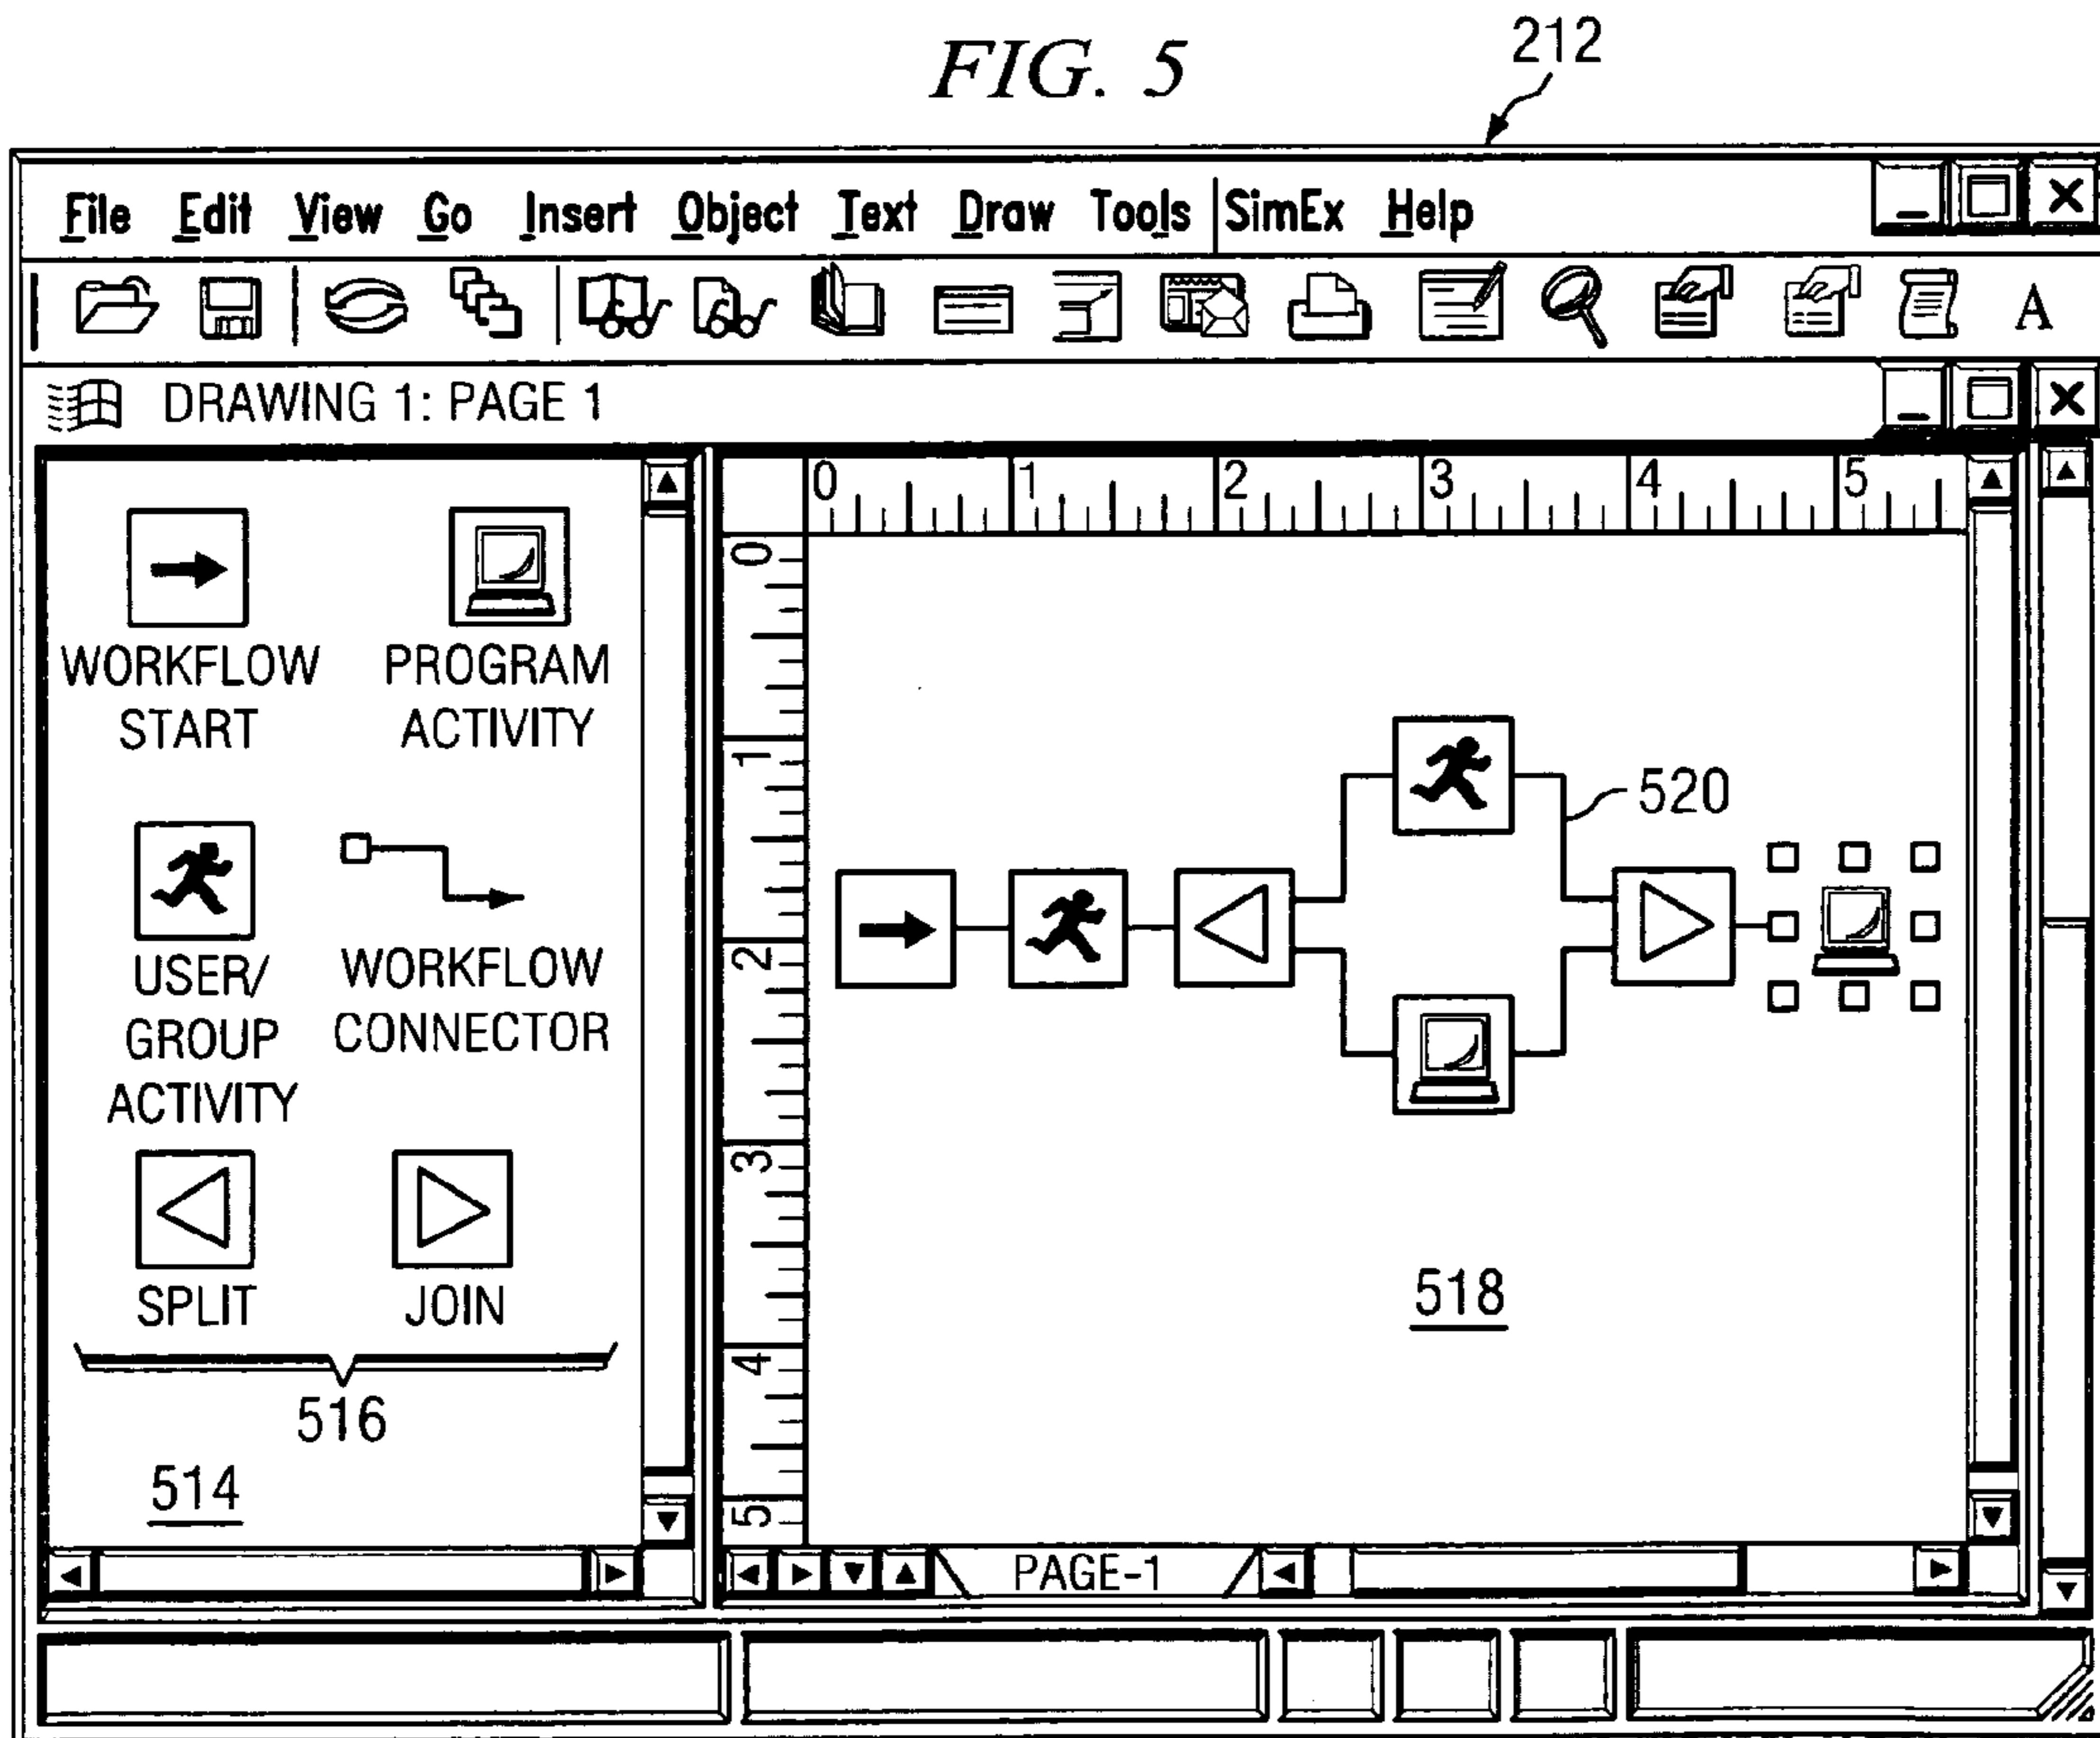 FIG. 5
212
File Edit View Go Insert Object Text Draw Tools SimEx Help
A
DRAWING 1: PAGE 1
0 1 2 3 4 5
0
1
2
3
4
5
WORKFLOW START
PROGRAM ACTIVITY
USER/
GROUP
ACTIVITY
WORKFLOW
CONNECTOR
SPLIT
JOIN
516
514
520
518
PAGE-1